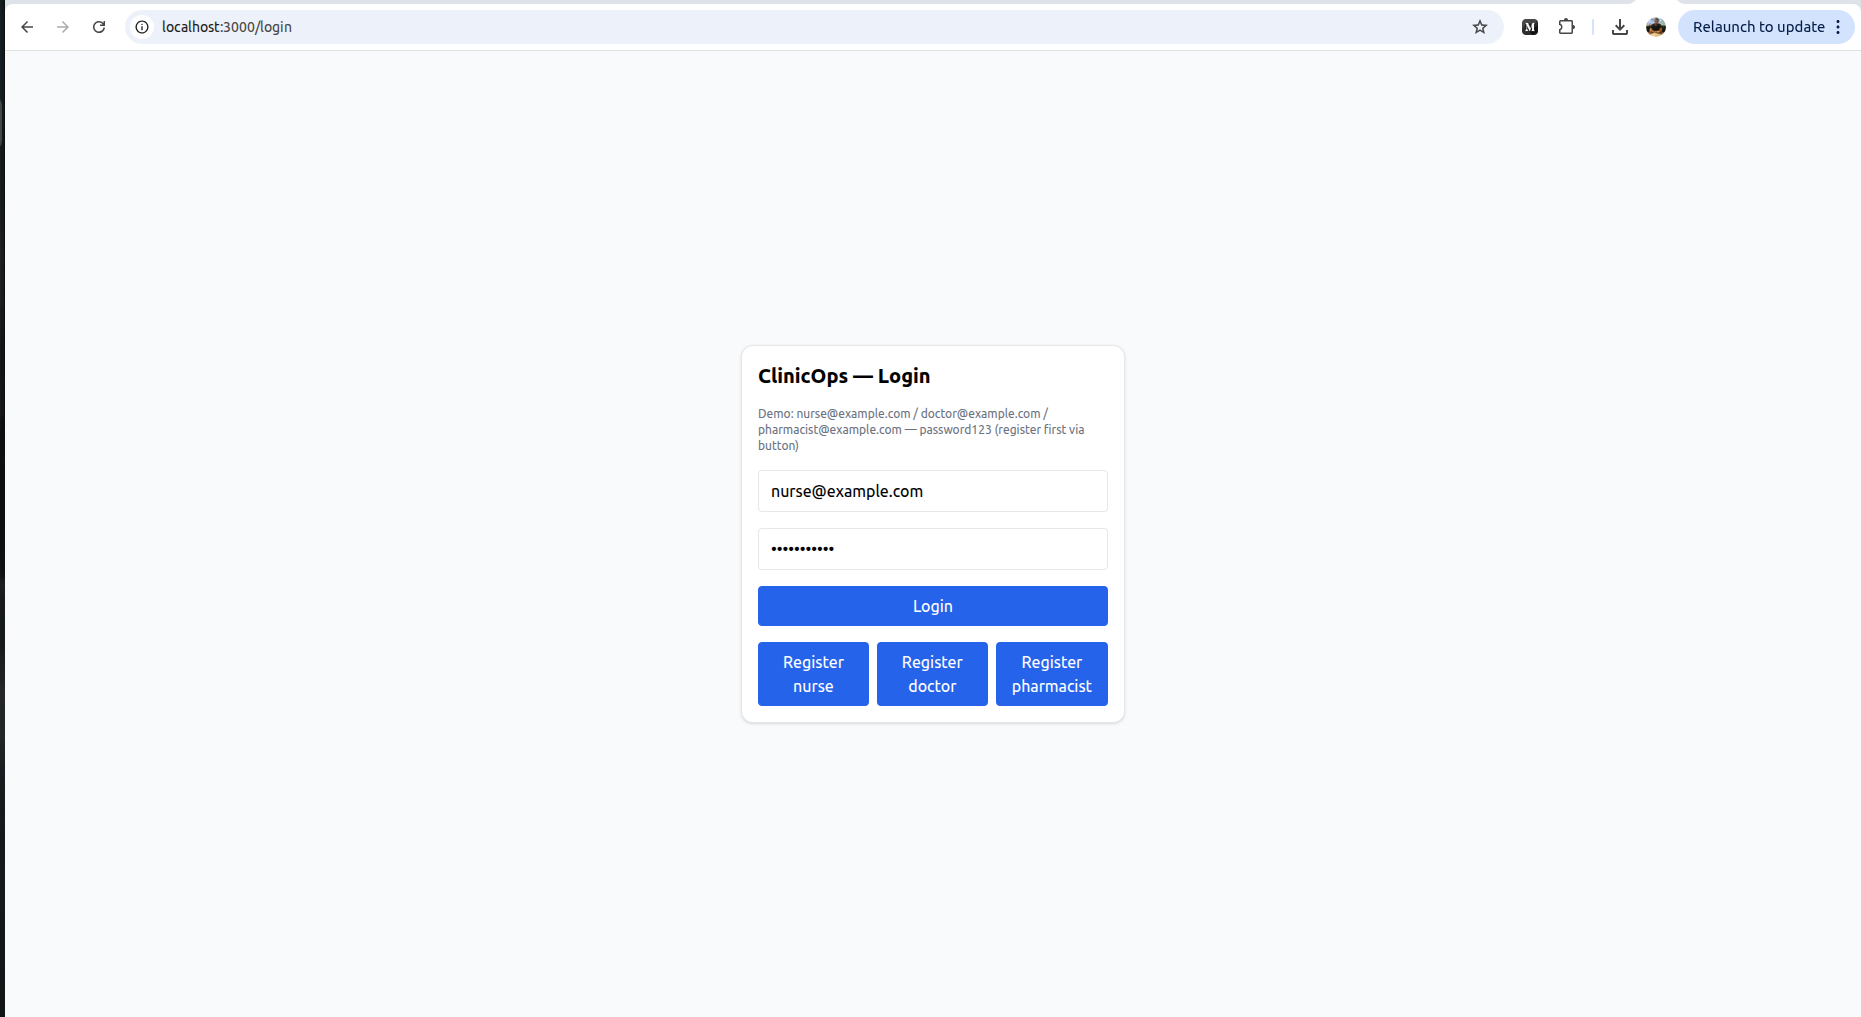 localhost:3000/login
M
Relaunch to update
ClinicOps — Login
Demo: nurse@example.com / doctor@example.com /
pharmacist@example.com — password123 (register first via
button)
nurse@example.com
•••••••••••
Login
Register
nurse
Register
doctor
Register
pharmacist